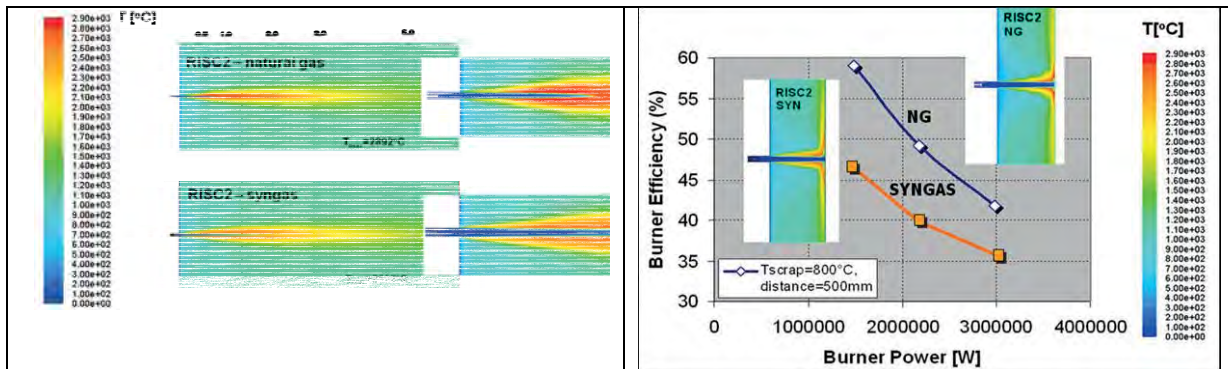 T [°C]
2.90e+03
2.80e+03
2.70e+03
2.60e+03
2.50e+03
2.40e+03
2.30e+03
2.20e+03
2.10e+03
2.00e+03
1.90e+03
1.80e+03
1.70e+03
1.60e+03
1.50e+03
1.40e+03
1.30e+03
1.20e+03
1.10e+03
1.00e+03
9.00e+02
8.00e+02
7.00e+02
6.00e+02
5.00e+02
4.00e+02
3.00e+02
2.00e+02
1.00e+02
0.00e+00
RISC2 – natural gas
RISC2 – syngas
Burner Efficiency (%)
60
55
50
45
40
35
30
RISC2
SYN
NG
SYNGAS
RISC2
NG
Tscrap=800°C,
distance=500mm
0
1000000
2000000
3000000
4000000
Burner Power [W]
T[°C]
2.90e+03
2.80e+03
2.70e+03
2.60e+03
2.50e+03
2.40e+03
2.30e+03
2.20e+03
2.10e+03
2.00e+03
1.90e+03
1.80e+03
1.70e+03
1.60e+03
1.50e+03
1.40e+03
1.30e+03
1.20e+03
1.10e+03
1.00e+03
9.00e+02
8.00e+02
7.00e+02
6.00e+02
5.00e+02
4.00e+02
3.00e+02
2.00e+02
1.00e+02
0.00e+00